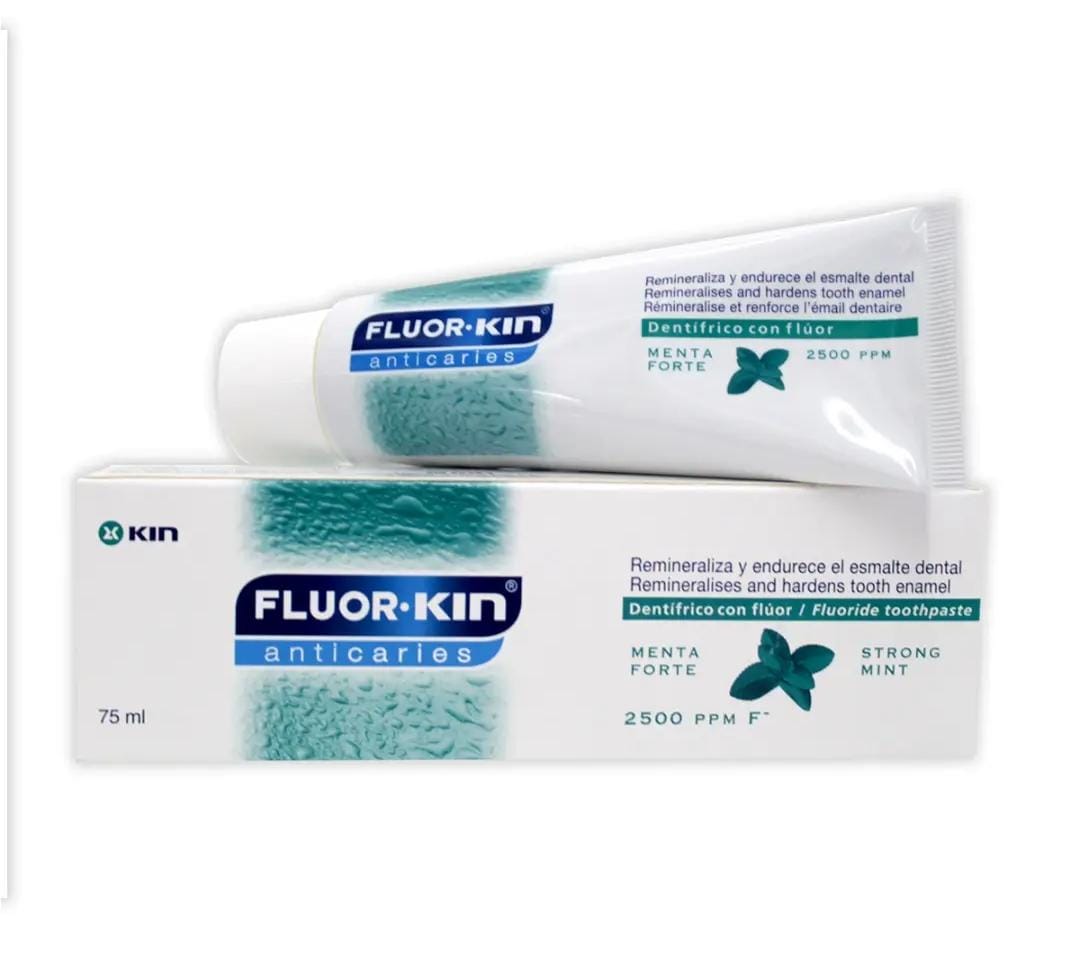 Remineraliza y endurece el esmalte dental
Remineralises and hardens tooth enamel
Rémineralise et renforce l'émail dentaire
FLUOR·KIN®
anticaries
Dentífrico con flúor
MENTA
FORTE
2500 PPM
KIN
FLUOR·KIN®
anticaries
75 ml
Remineraliza y endurece el esmalte dental
Remineralises and hardens tooth enamel
Dentífrico con flúor / Fluoride toothpaste
MENTA
FORTE
STRONG
MINT
2500 PPM F⁻